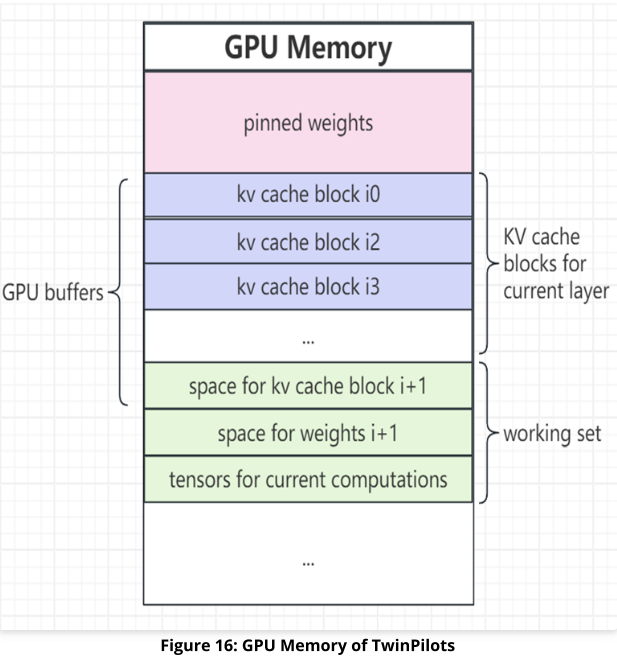 GPU Memory
pinned weights
kv cache block i0
kv cache block i2
kv cache block i3
...
space for kv cache block i+1
space for weights i+1
tensors for current computations
...
GPU buffers
KV cache
blocks for
current layer
working set
Figure 16: GPU Memory of TwinPilots